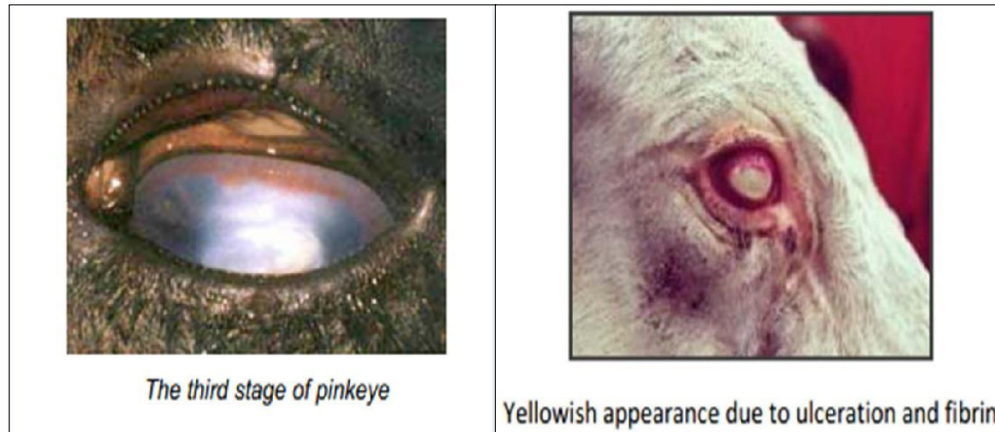 The third stage of pinkeye
Yellowish appearance due to ulceration and fibrin